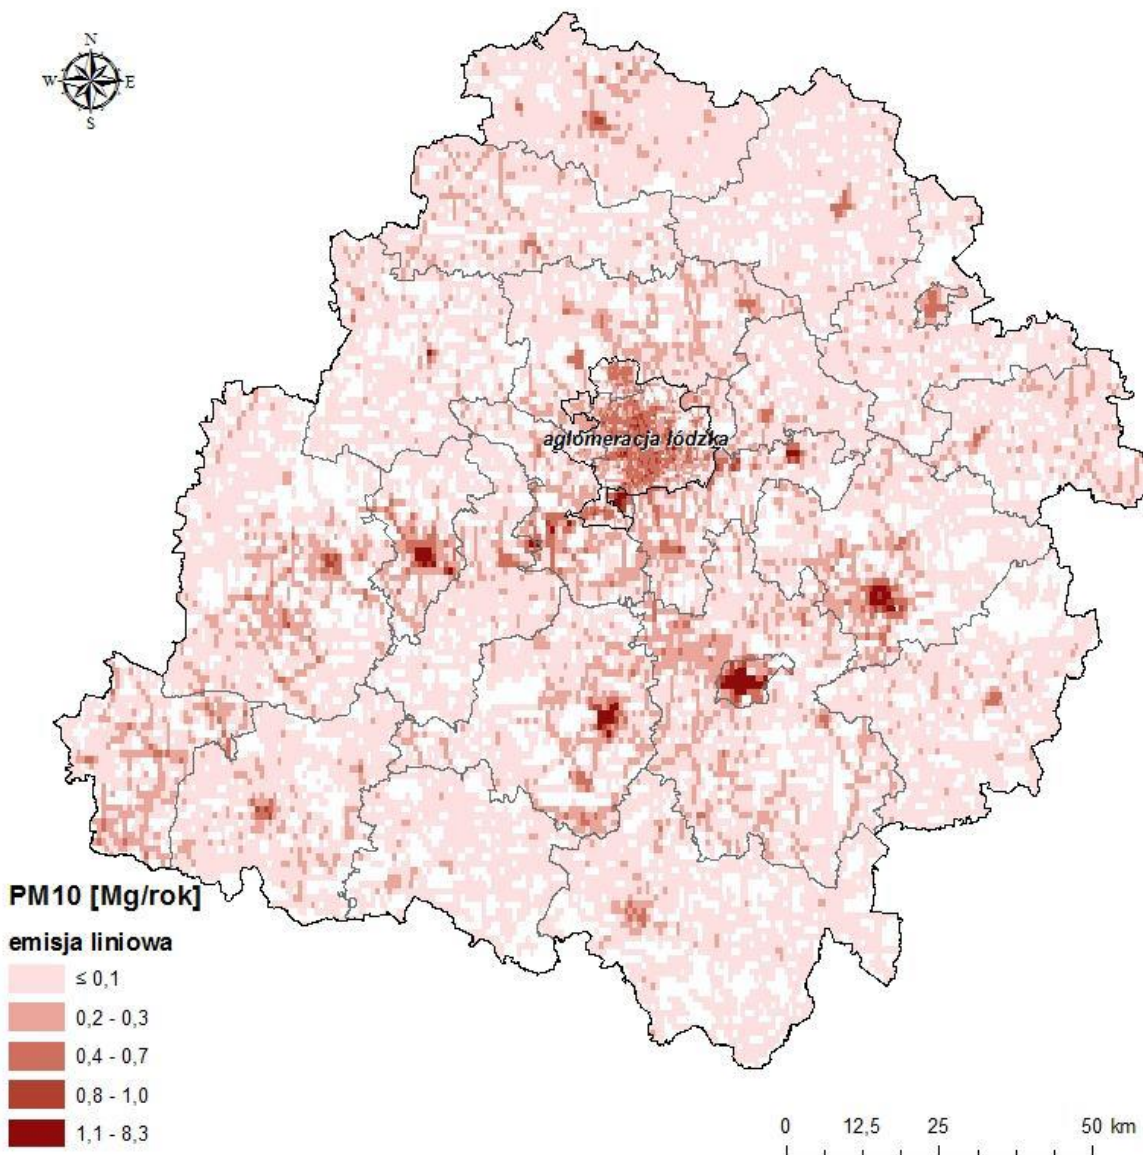 N
W E
S
aglomeracja łódzka
PM10 [Mg/rok]
emisja liniowa
≤ 0,1
0,2 - 0,3
0,4 - 0,7
0,8 - 1,0
1,1 - 8,3
0 12,5 25 50 km